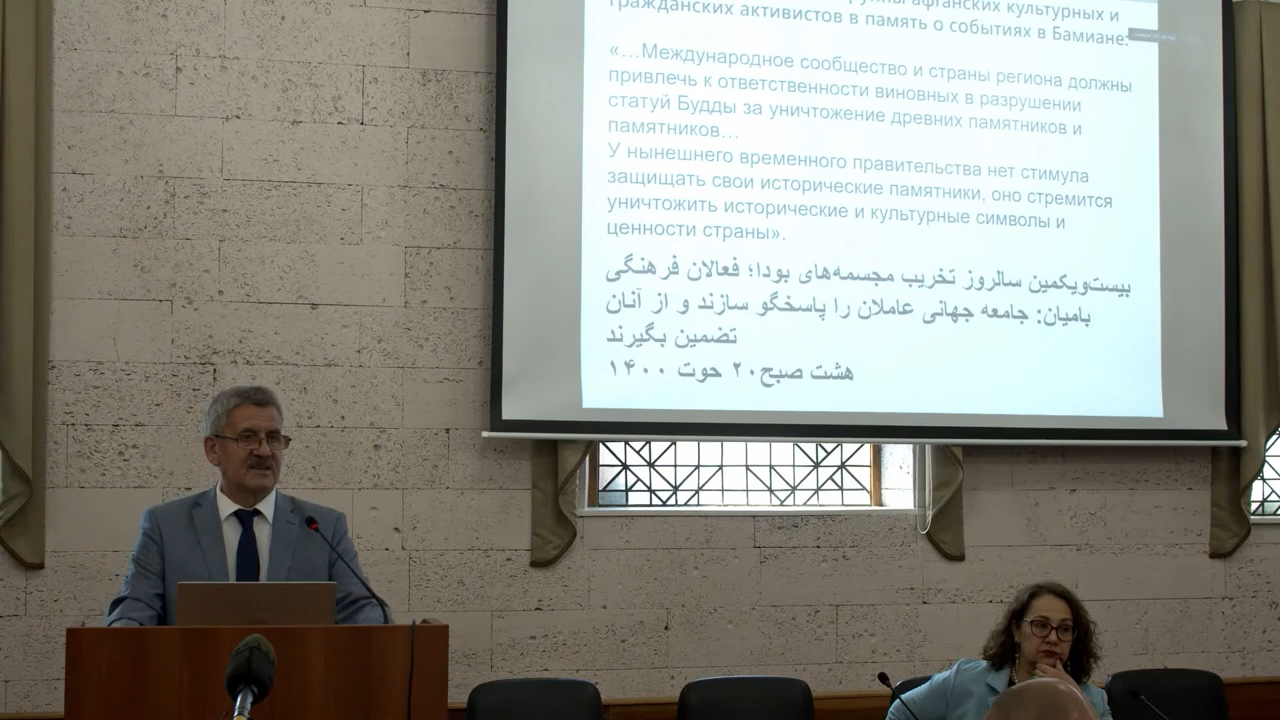 афганских культурных и
гражданских активистов в память о событиях в Бамиане:
«…Международное сообщество и страны региона должны
привлечь к ответственности виновных в разрушении
статуй Будды за уничтожение древних памятников и
памятников…
У нынешнего временного правительства нет стимула
защищать свои исторические памятники, оно стремится
уничтожить исторические и культурные символы и
ценности страны».
بیست‌ویکمین سالروز تخریب مجسمه‌های بودا؛ فعالان فرهنگی
بامیان: جامعه جهانی عاملان را پاسخگو سازند و از آنان
تضمین بگیرند
هشت صبح۲۰ حوت ۱۴۰۰